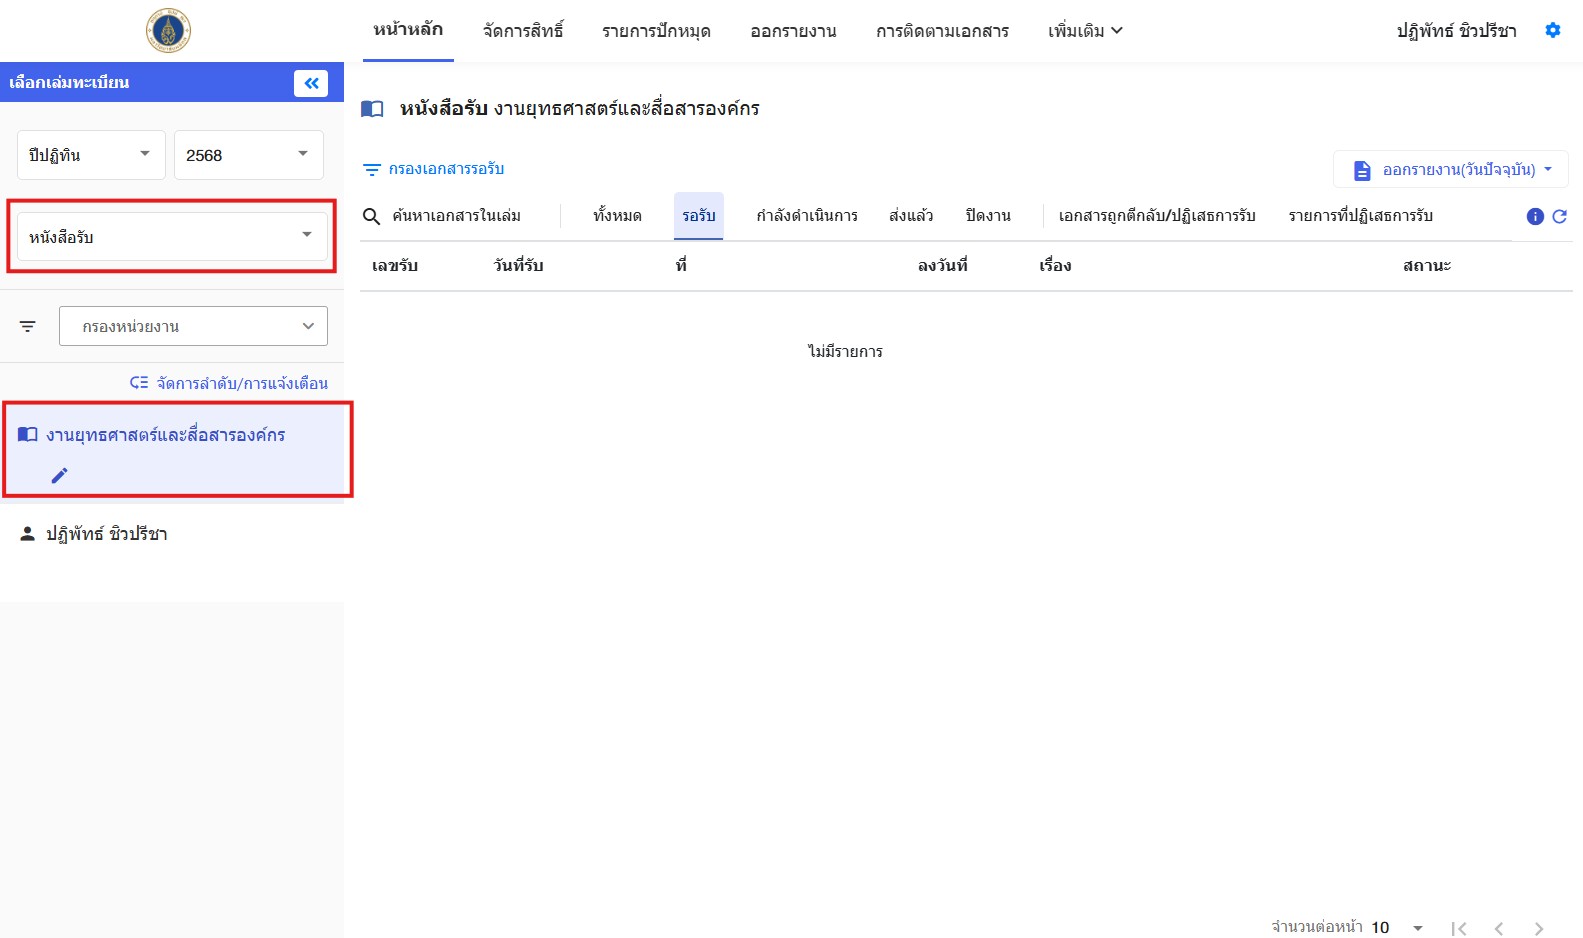 หน้าหลัก จัดการสิทธิ์ รายการปักหมุด ออกรายงาน การติดตามเอกสาร เพิ่มเติม ปฏิพัทธ์ ชิวปรีชา
เลือกเล่มทะเบียน
ปีปฏิทิน 2568
หนังสือรับ
กรองหน่วยงาน
จัดการลำดับ/การแจ้งเตือน
งานยุทธศาสตร์และสื่อสารองค์กร
ปฏิพัทธ์ ชิวปรีชา
หนังสือรับ งานยุทธศาสตร์และสื่อสารองค์กร
กรองเอกสารรอรับ ออกรายงาน(วันปัจจุบัน)
ค้นหาเอกสารในเล่ม ทั้งหมด รอรับ กำลังดำเนินการ ส่งแล้ว ปิดงาน เอกสารถูกตีกลับ/ปฏิเสธการรับ รายการที่ปฏิเสธการรับ
เลขรับ วันที่รับ ที่ ลงวันที่ เรื่อง สถานะ
ไม่มีรายการ
จำนวนต่อหน้า 10